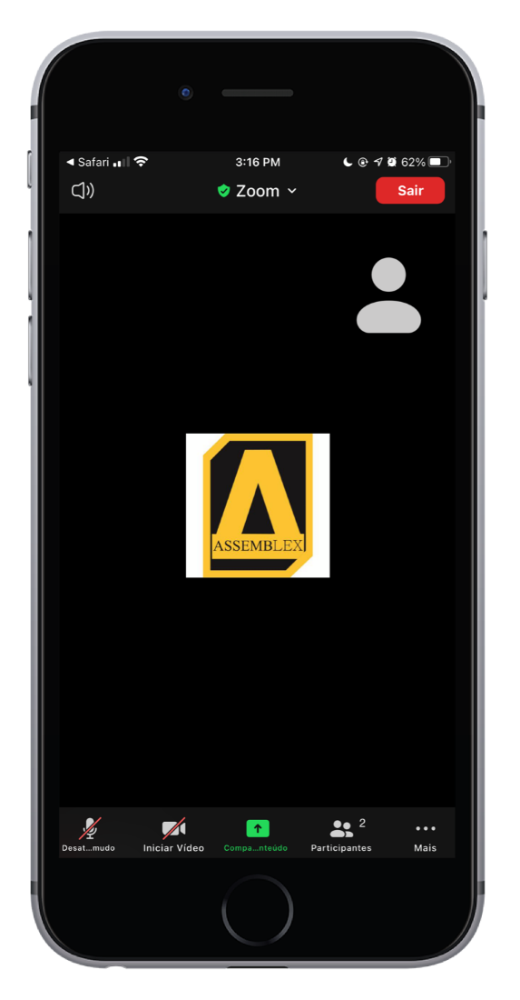 Safari 3:16 PM 62%
Zoom Sair
ASSEMBLEX
2
Desat...mudo Iniciar Vídeo Compa...nteúdo Participantes Mais